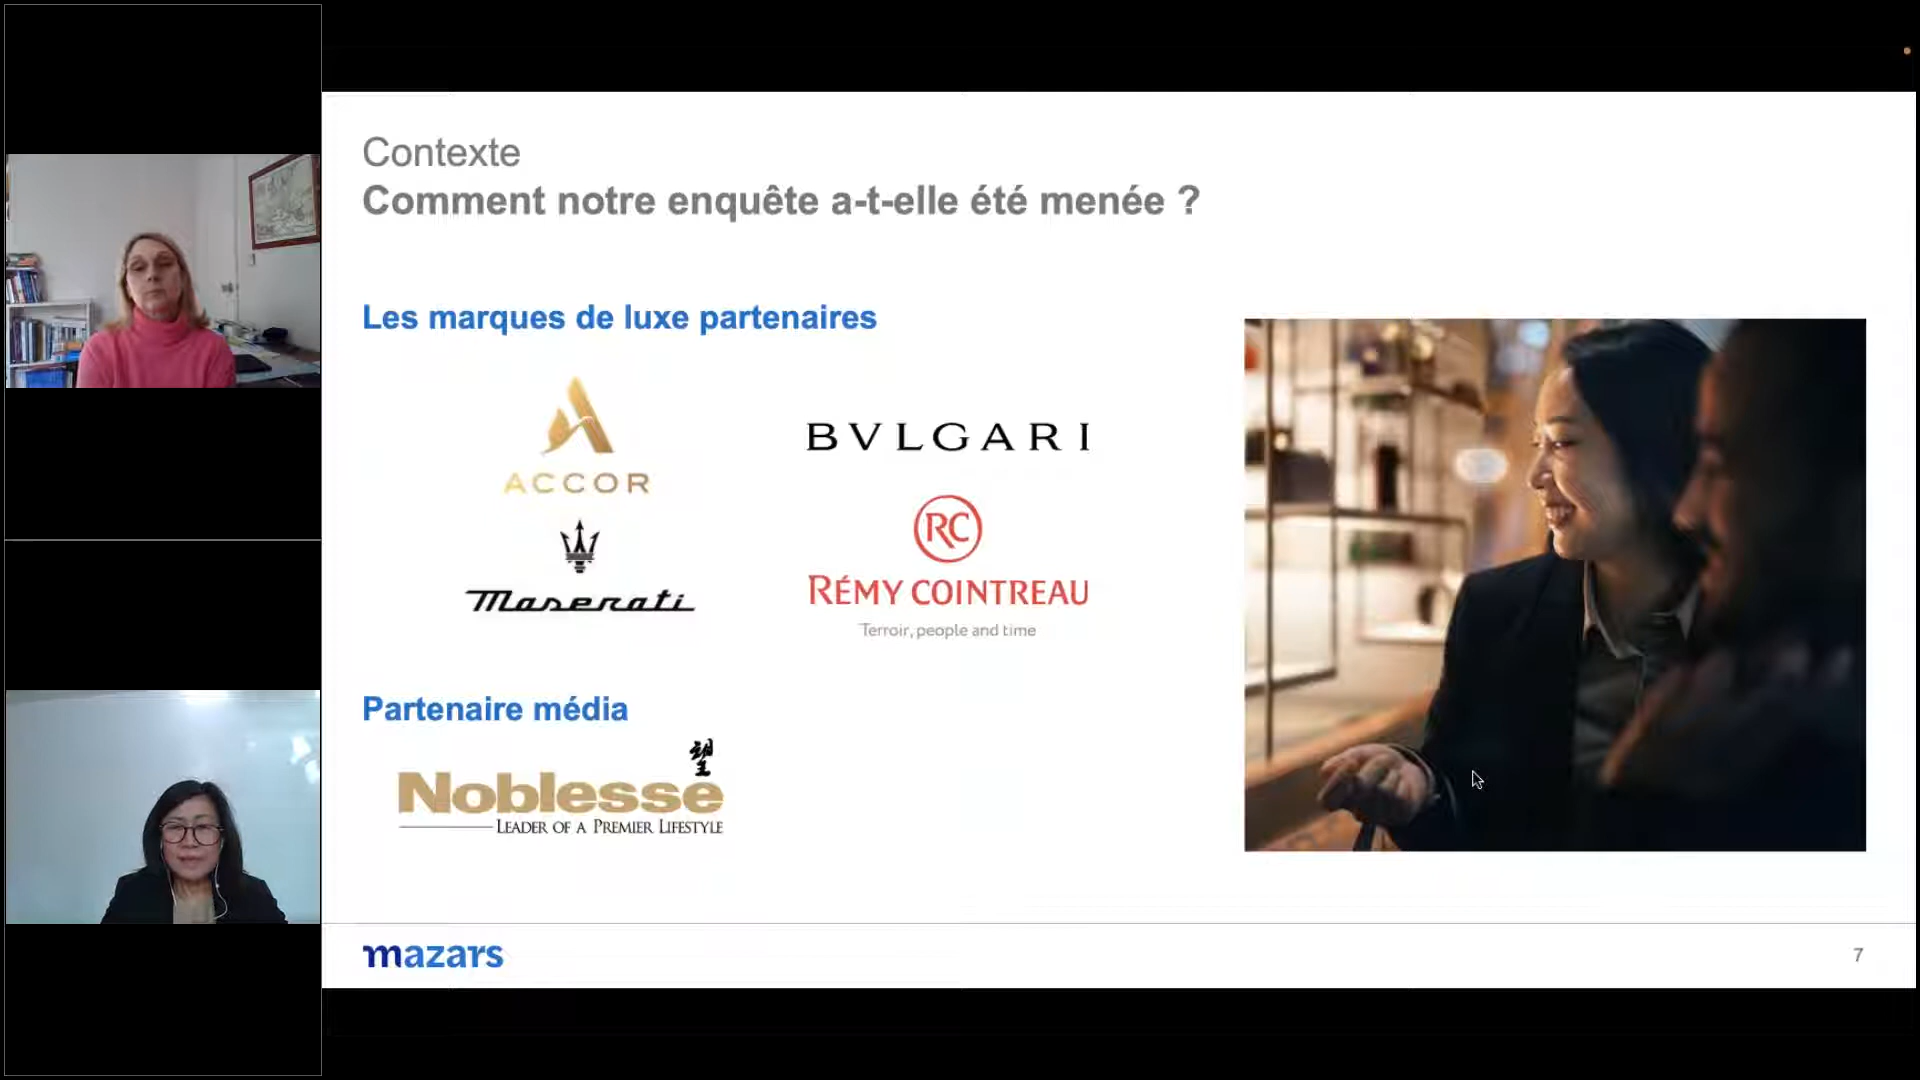 Contexte
Comment notre enquête a-t-elle été menée ?
Les marques de luxe partenaires
ACCOR
BVLGARI
Maserati
RC
RÉMY COINTREAU
Terroir, people and time
Partenaire média
望
Noblesse
LEADER OF A PREMIER LIFESTYLE
mazars
7